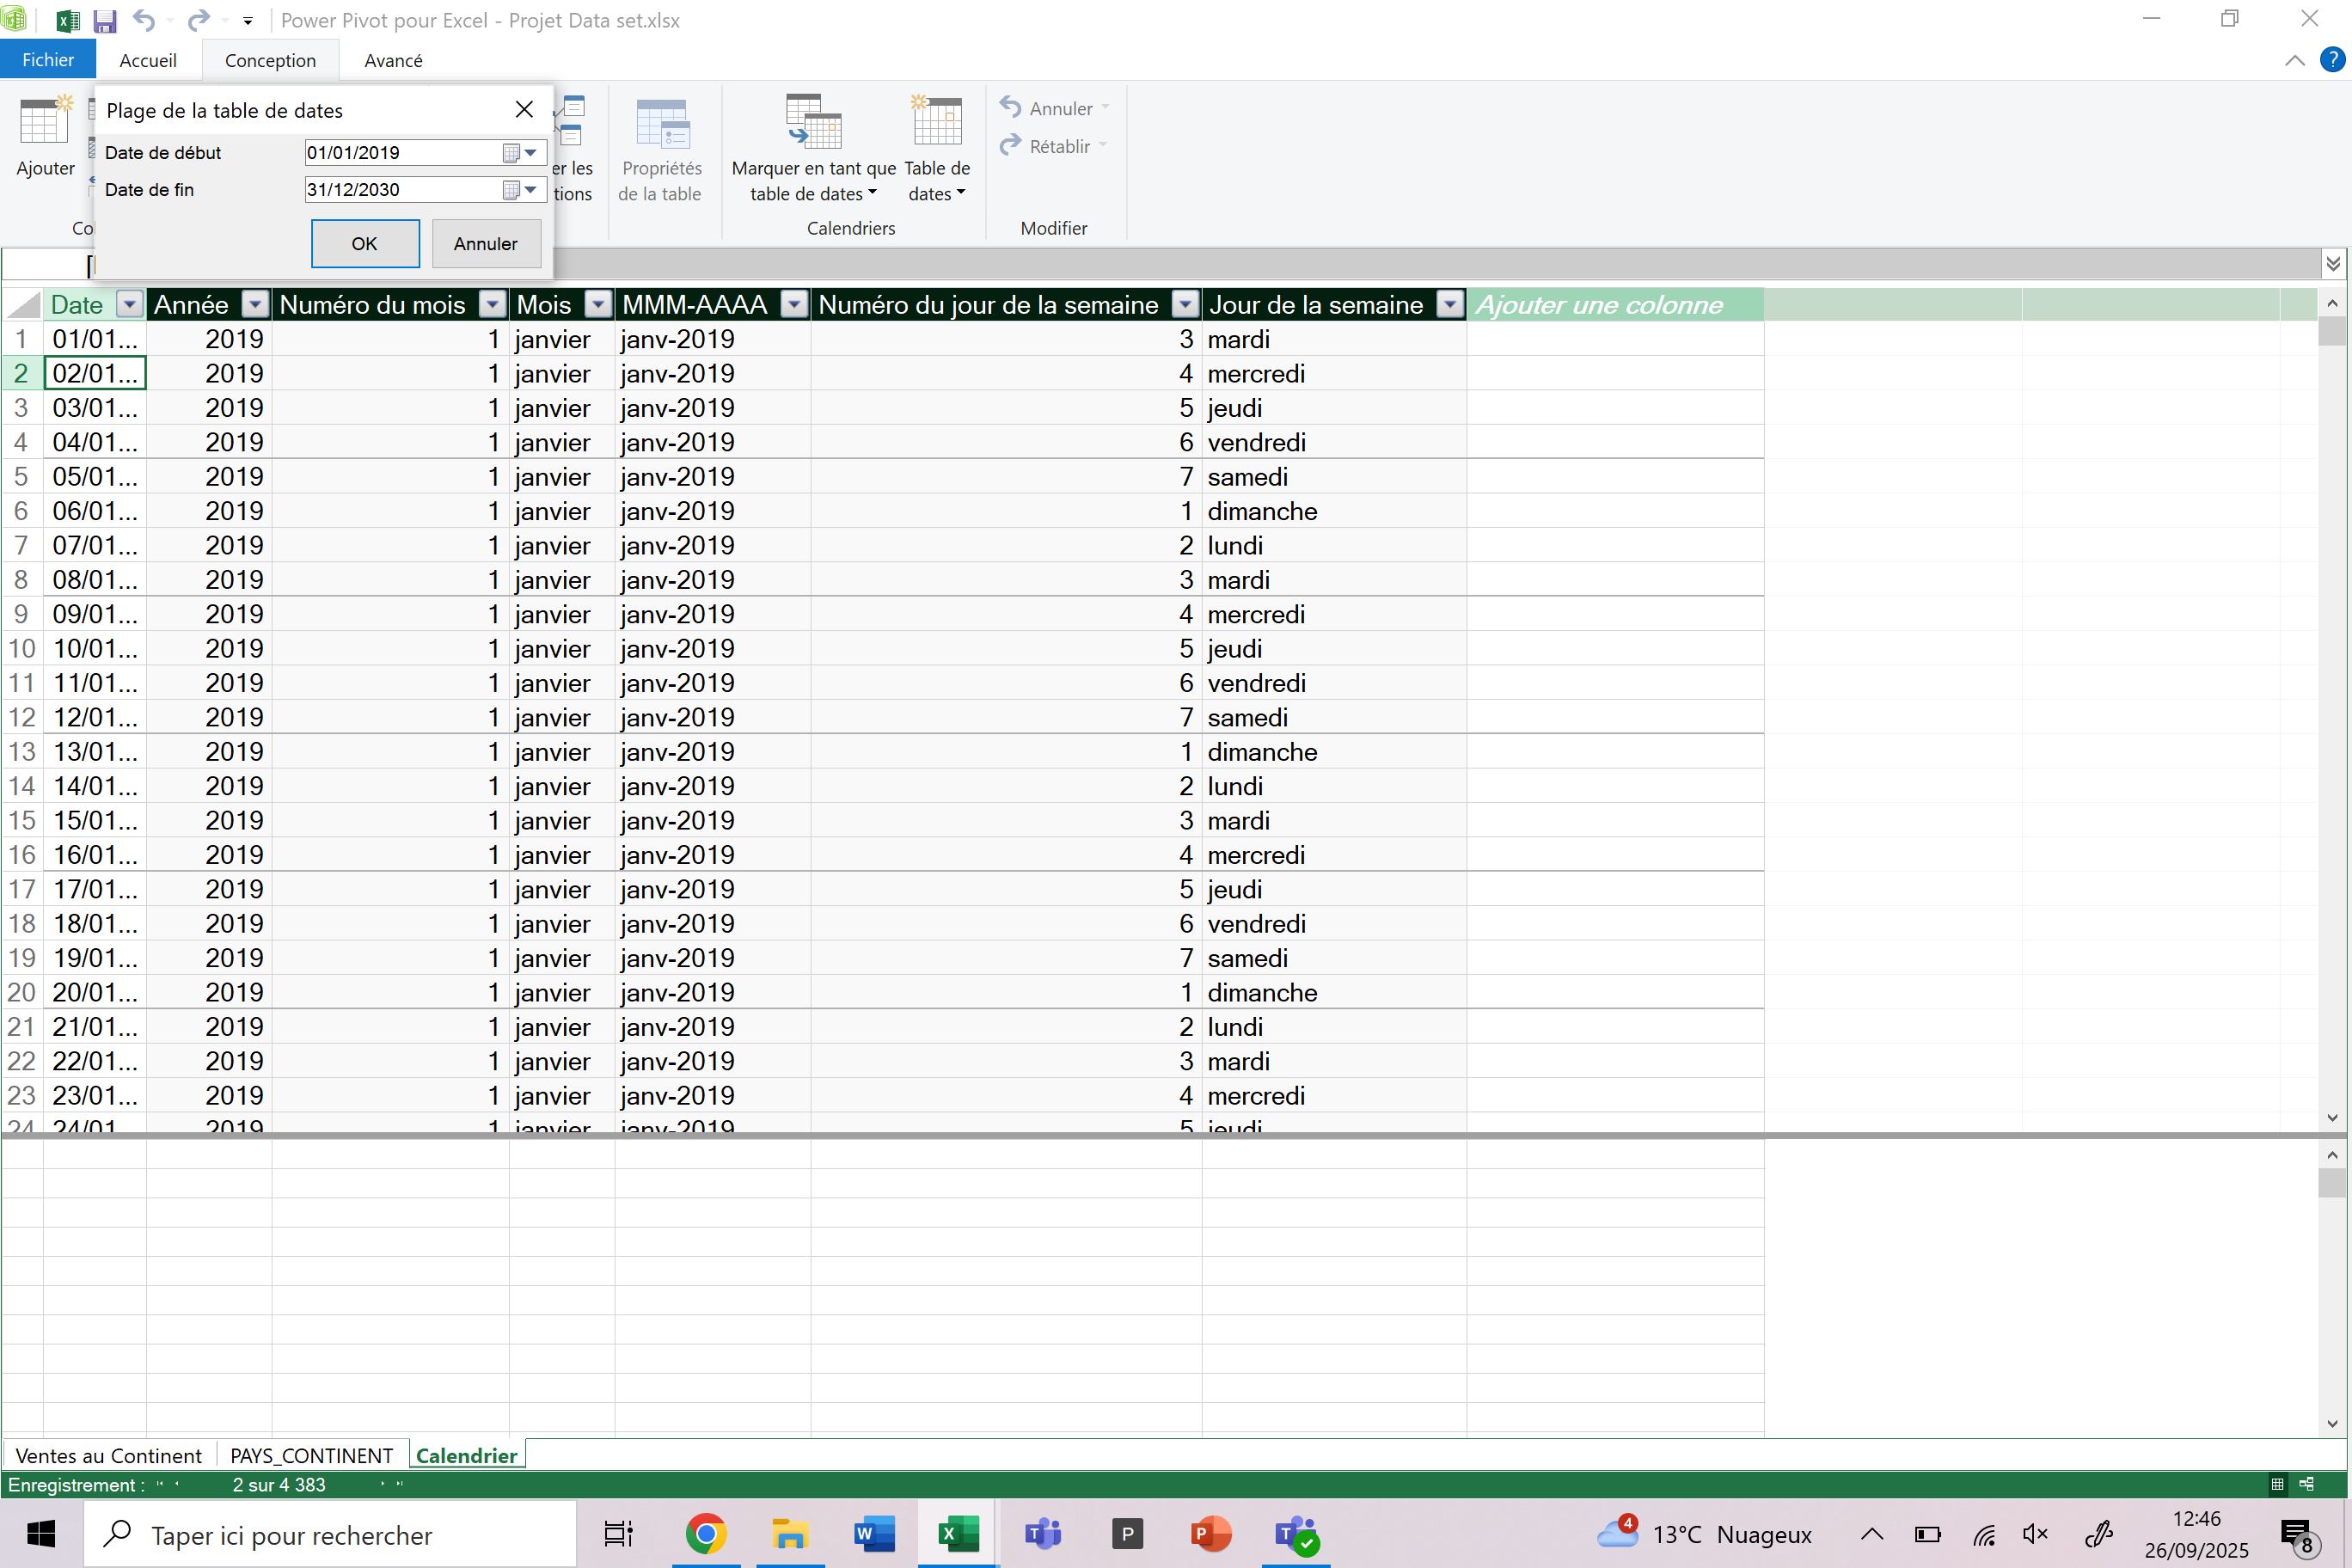 Power Pivot pour Excel - Projet Data set.xlsx
Fichier Accueil Conception Avancé
Plage de la table de dates
Date de début 01/01/2019
Date de fin 31/12/2030
OK Annuler
Ajouter
Propriétés de la table
Marquer en tant que table de dates
Table de dates
Calendriers
Annuler
Rétablir
Modifier
Date Année Numéro du mois Mois MMM-AAAA Numéro du jour de la semaine Jour de la semaine Ajouter une colonne
1 01/01... 2019 1 janvier janv-2019 3 mardi
2 02/01... 2019 1 janvier janv-2019 4 mercredi
3 03/01... 2019 1 janvier janv-2019 5 jeudi
4 04/01... 2019 1 janvier janv-2019 6 vendredi
5 05/01... 2019 1 janvier janv-2019 7 samedi
6 06/01... 2019 1 janvier janv-2019 1 dimanche
7 07/01... 2019 1 janvier janv-2019 2 lundi
8 08/01... 2019 1 janvier janv-2019 3 mardi
9 09/01... 2019 1 janvier janv-2019 4 mercredi
10 10/01... 2019 1 janvier janv-2019 5 jeudi
11 11/01... 2019 1 janvier janv-2019 6 vendredi
12 12/01... 2019 1 janvier janv-2019 7 samedi
13 13/01... 2019 1 janvier janv-2019 1 dimanche
14 14/01... 2019 1 janvier janv-2019 2 lundi
15 15/01... 2019 1 janvier janv-2019 3 mardi
16 16/01... 2019 1 janvier janv-2019 4 mercredi
17 17/01... 2019 1 janvier janv-2019 5 jeudi
18 18/01... 2019 1 janvier janv-2019 6 vendredi
19 19/01... 2019 1 janvier janv-2019 7 samedi
20 20/01... 2019 1 janvier janv-2019 1 dimanche
21 21/01... 2019 1 janvier janv-2019 2 lundi
22 22/01... 2019 1 janvier janv-2019 3 mardi
23 23/01... 2019 1 janvier janv-2019 4 mercredi
24 24/01 2019 1 janvier janv-2019 5 jeudi
Ventes au Continent PAYS_CONTINENT Calendrier
Enregistrement : 2 sur 4 383
Taper ici pour rechercher
4 13°C Nuageux
12:46
26/09/2025
8